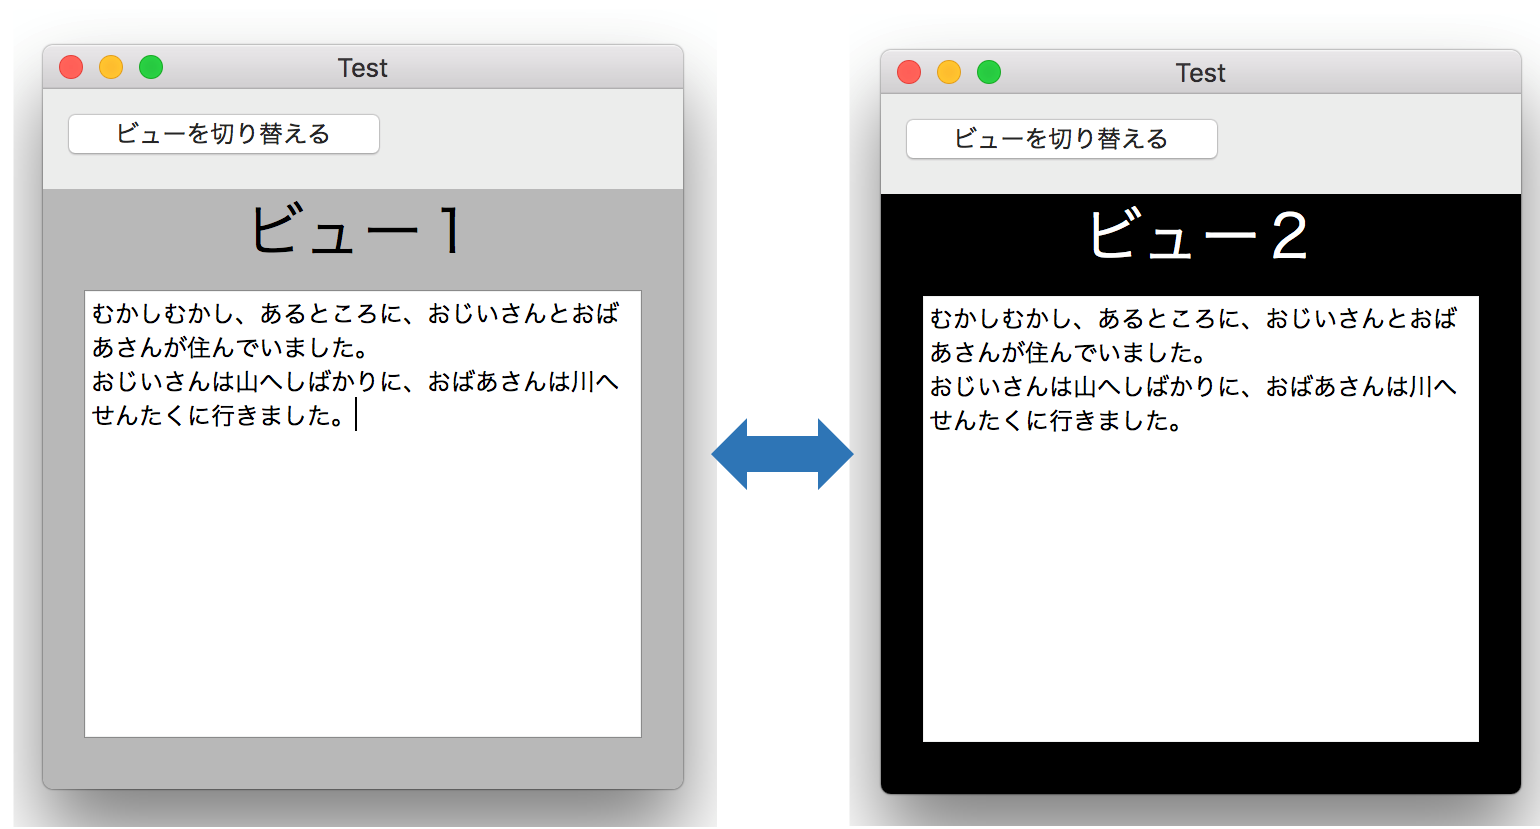 Test
ビューを切り替える
ビュー１
むかしむかし、あるところに、おじいさんとおば
あさんが住んでいました。
おじいさんは山へしばかりに、おばあさんは川へ
せんたくに行きました。
Test
ビューを切り替える
ビュー２
むかしむかし、あるところに、おじいさんとおば
あさんが住んでいました。
おじいさんは山へしばかりに、おばあさんは川へ
せんたくに行きました。